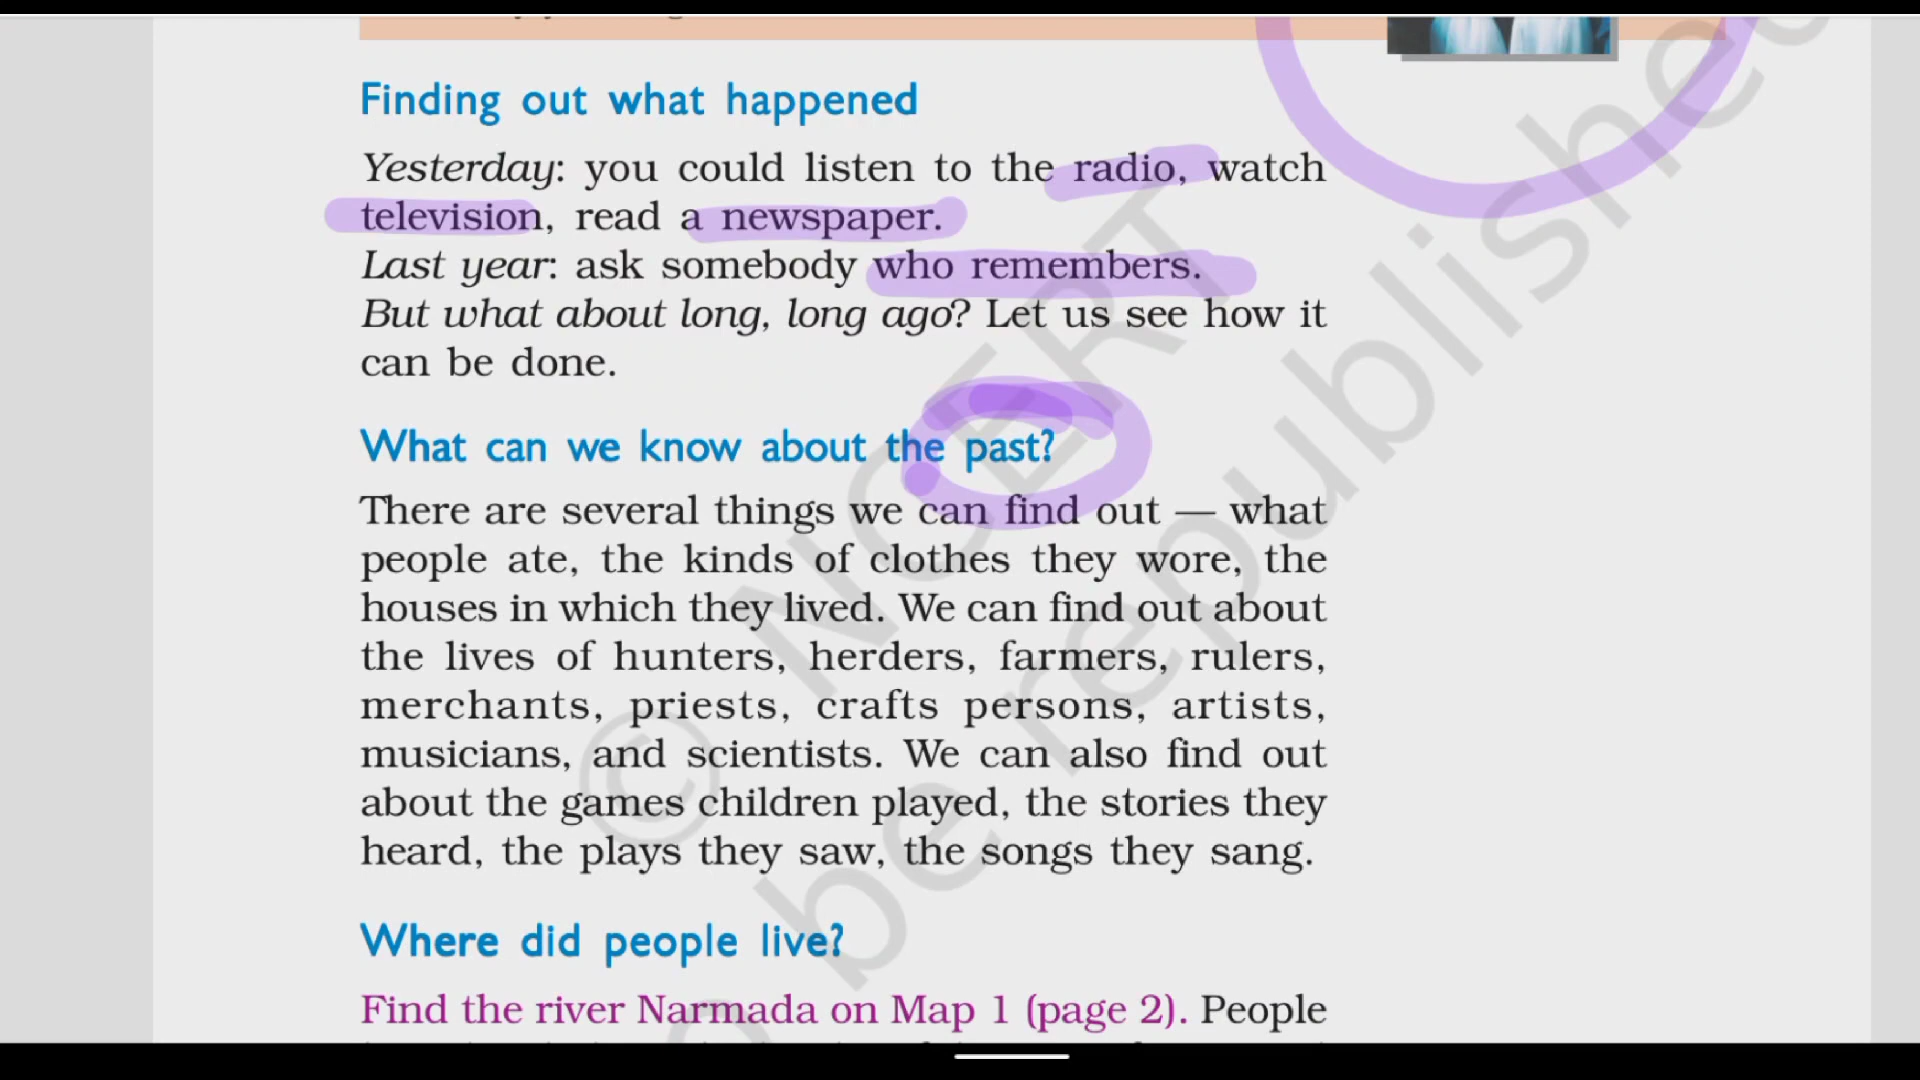 Finding out what happened
Yesterday: you could listen to the radio, watch
television, read a newspaper.
Last year: ask somebody who remembers.
But what about long, long ago? Let us see how it
can be done.
What can we know about the past?
There are several things we can find out — what
people ate, the kinds of clothes they wore, the
houses in which they lived. We can find out about
the lives of hunters, herders, farmers, rulers,
merchants, priests, crafts persons, artists,
musicians, and scientists. We can also find out
about the games children played, the stories they
heard, the plays they saw, the songs they sang.
Where did people live?
Find the river Narmada on Map 1 (page 2). People
© NCERT
be republished